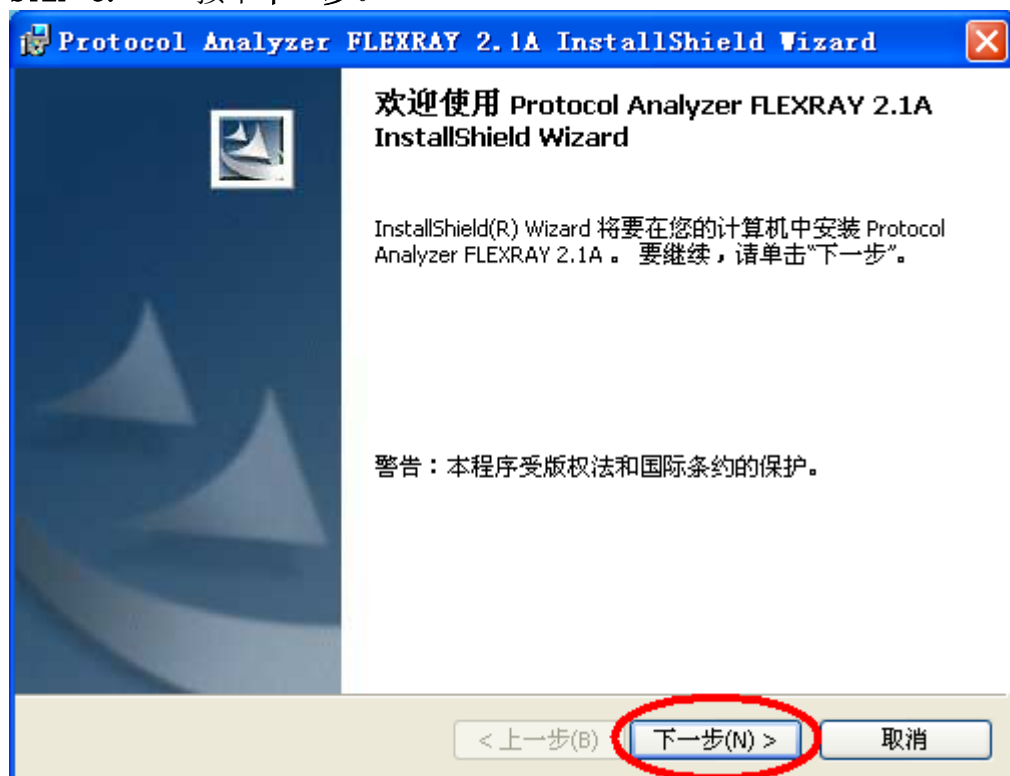 Protocol Analyzer FLEXRAY 2.1A InstallShield Wizard
欢迎使用 Protocol Analyzer FLEXRAY 2.1A
InstallShield Wizard
InstallShield(R) Wizard 将要在您的计算机中安装 Protocol
Analyzer FLEXRAY 2.1A 。 要继续，请单击“下一步”。
警告：本程序受版权法和国际条约的保护。
< 上一步(B)
下一步(N) >
取消